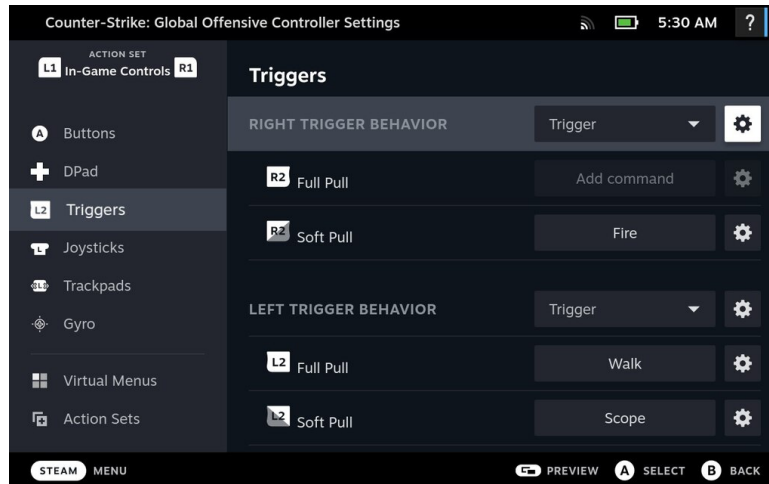 Counter-Strike: Global Offensive Controller Settings
5:30 AM
?
ACTION SET
L1 In-Game Controls R1
A Buttons
DPad
L2 Triggers
L Joysticks
Trackpads
Gyro
Virtual Menus
Action Sets
Triggers
RIGHT TRIGGER BEHAVIOR Trigger
R2 Full Pull Add command
R2 Soft Pull Fire
LEFT TRIGGER BEHAVIOR Trigger
L2 Full Pull Walk
L2 Soft Pull Scope
STEAM MENU
PREVIEW A SELECT B BACK